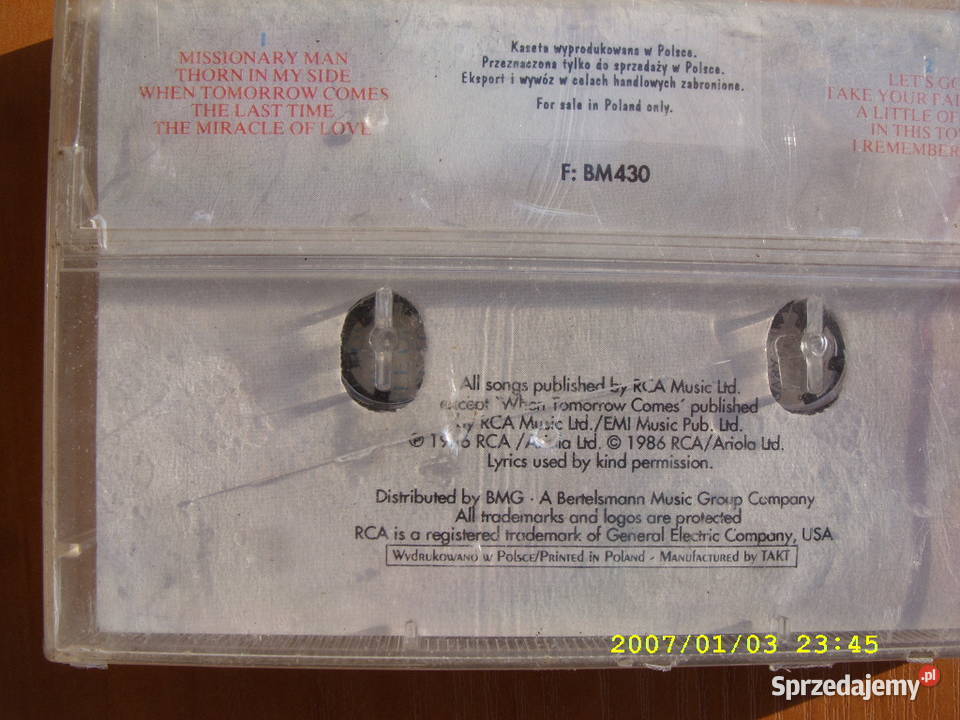 1
MISSIONARY MAN
THORN IN MY SIDE
WHEN TOMORROW COMES
THE LAST TIME
THE MIRACLE OF LOVE
Kaseta wyprodukowana w Polsce.
Przeznaczona tylko do sprzedaży w Polsce.
Eksport i wywóz w celach handlowych zabronione.
For sale in Poland only.
F: BM430
2
LET'S GO
TAKE YOUR
A LITTLE OF
IN THIS
I REMEMBER
All songs published by RCA Music Ltd.
except 'When Tomorrow Comes' published
by RCA Music Ltd./EMI Music Pub. Ltd.
℗ 1986 RCA /Ariola Ltd. © 1986 RCA/Ariola Ltd.
Lyrics used by kind permission.
Distributed by BMG · A Bertelsmann Music Group Company
All trademarks and logos are protected
RCA is a registered trademark of General Electric Company, USA
WYDRUKOWANO W POLSCE/PRINTED IN POLAND - MANUFACTURED BY TAKT
2007/01/03 23:45
Sprzedajemy.pl